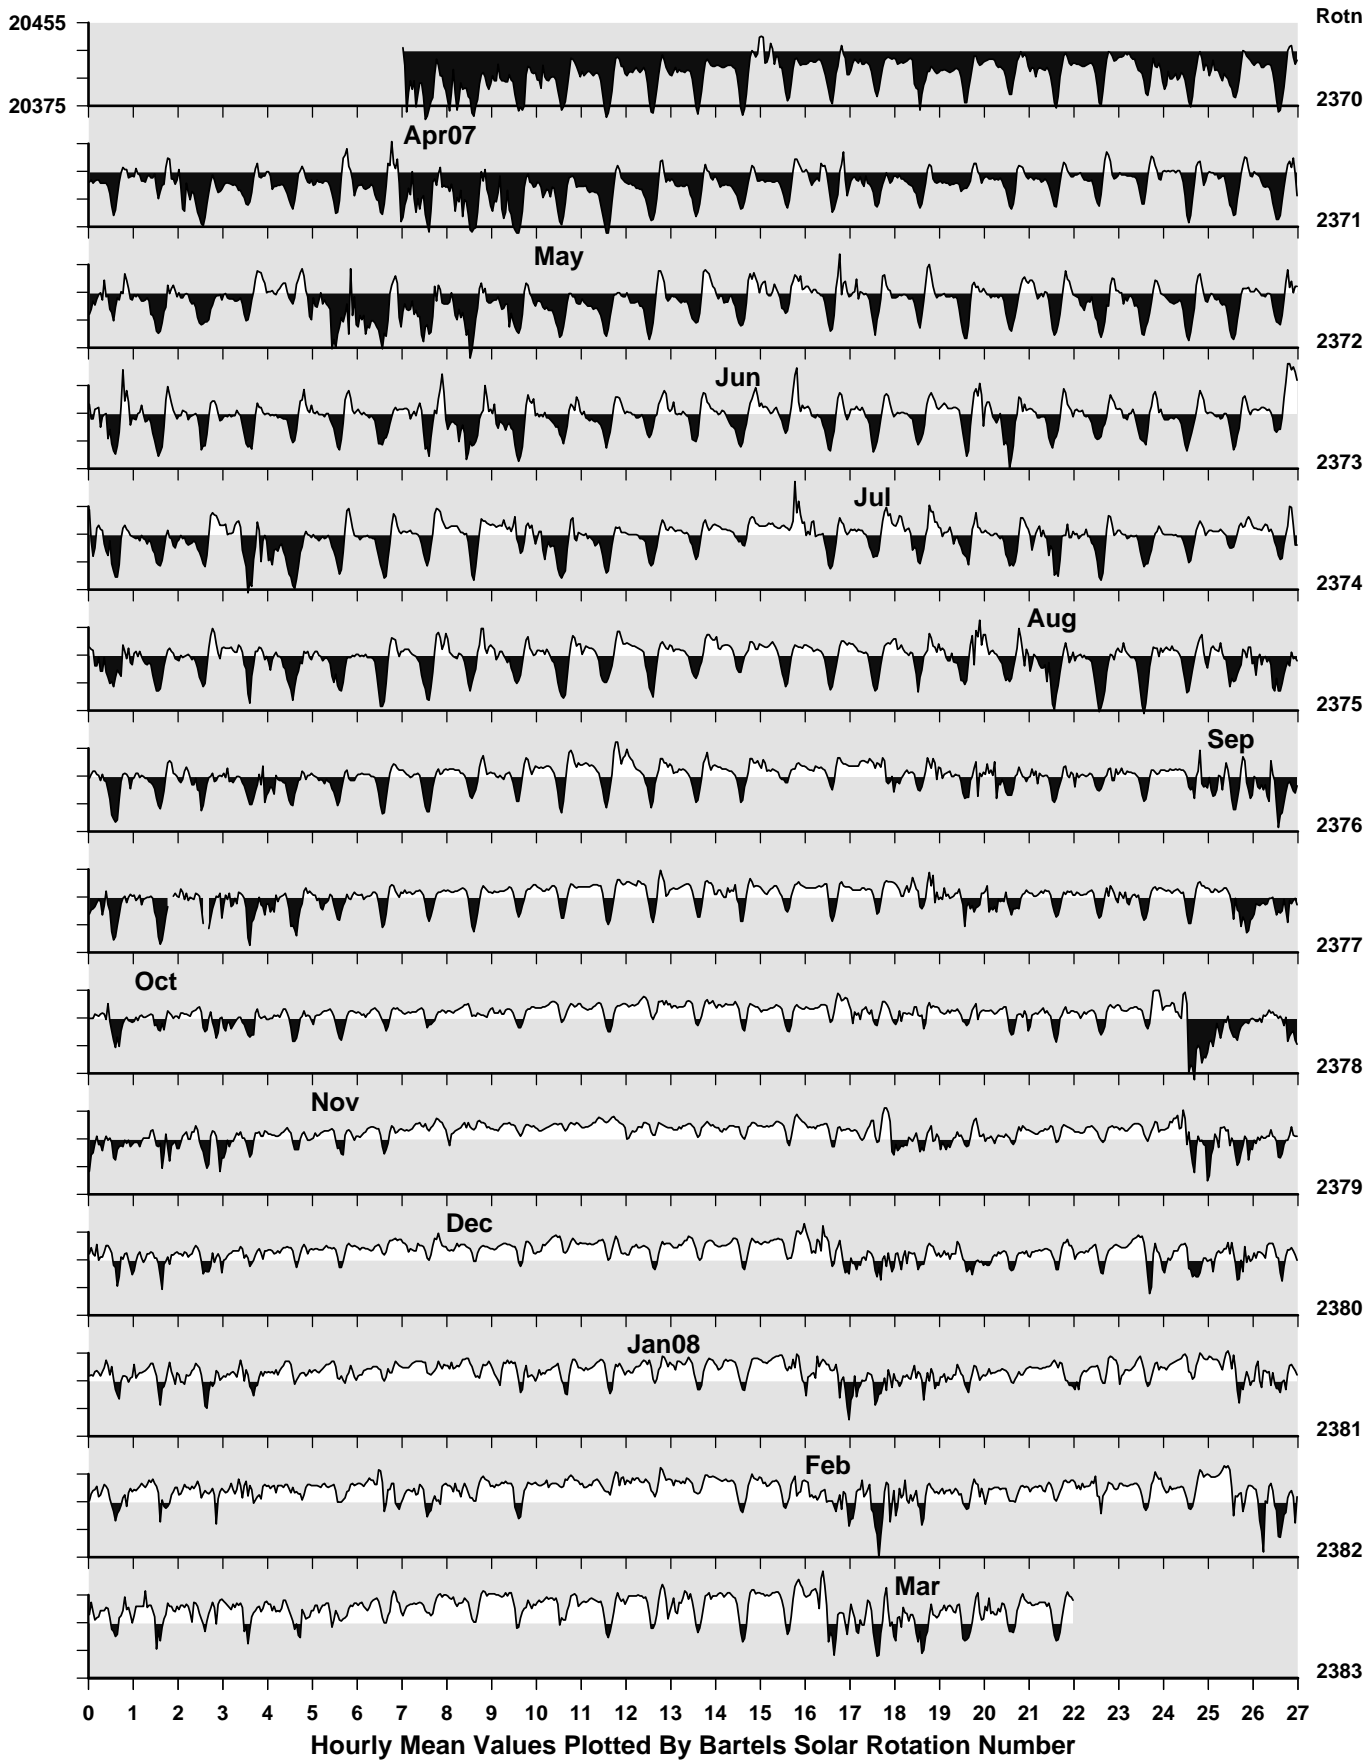 20455
Rotn
20375
2370
Apr07
2371
May
2372
Jun
2373
Jul
2374
Aug
2375
Sep
2376
2377
Oct
2378
Nov
2379
Dec
2380
Jan08
2381
Feb
2382
Mar
2383
0 1 2 3 4 5 6 7 8 9 10 11 12 13 14 15 16 17 18 19 20 21 22 23 24 25 26 27
Hourly Mean Values Plotted By Bartels Solar Rotation Number